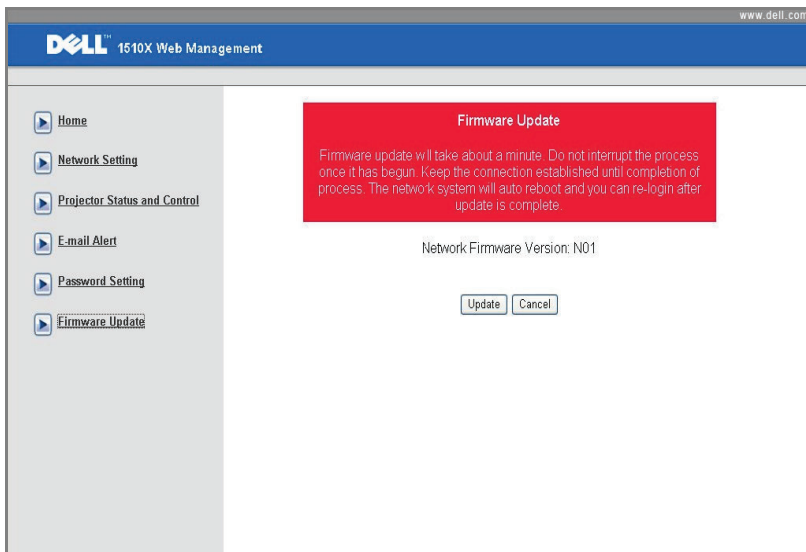 www.dell.com
DELL™ 1510X Web Management
Home
Network Setting
Projector Status and Control
E-mail Alert
Password Setting
Firmware Update
Firmware Update
Firmware update will take about a minute. Do not interrupt the process
once it has begun. Keep the connection established until completion of
process. The network system will auto reboot and you can re-login after
update is complete.
Network Firmware Version: N01
Update Cancel